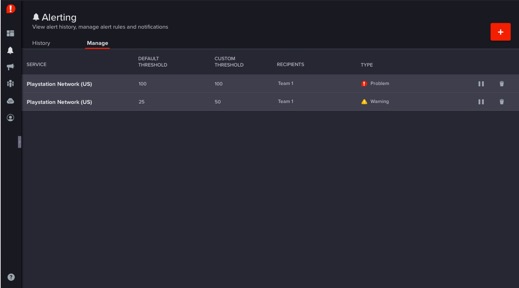 Alerting
View alert history, manage alert rules and notifications
+
History Manage
SERVICE DEFAULT THRESHOLD CUSTOM THRESHOLD RECIPIENTS TYPE
Playstation Network (US) 100 100 Team 1 Problem
Playstation Network (US) 25 50 Team 1 Warning
?